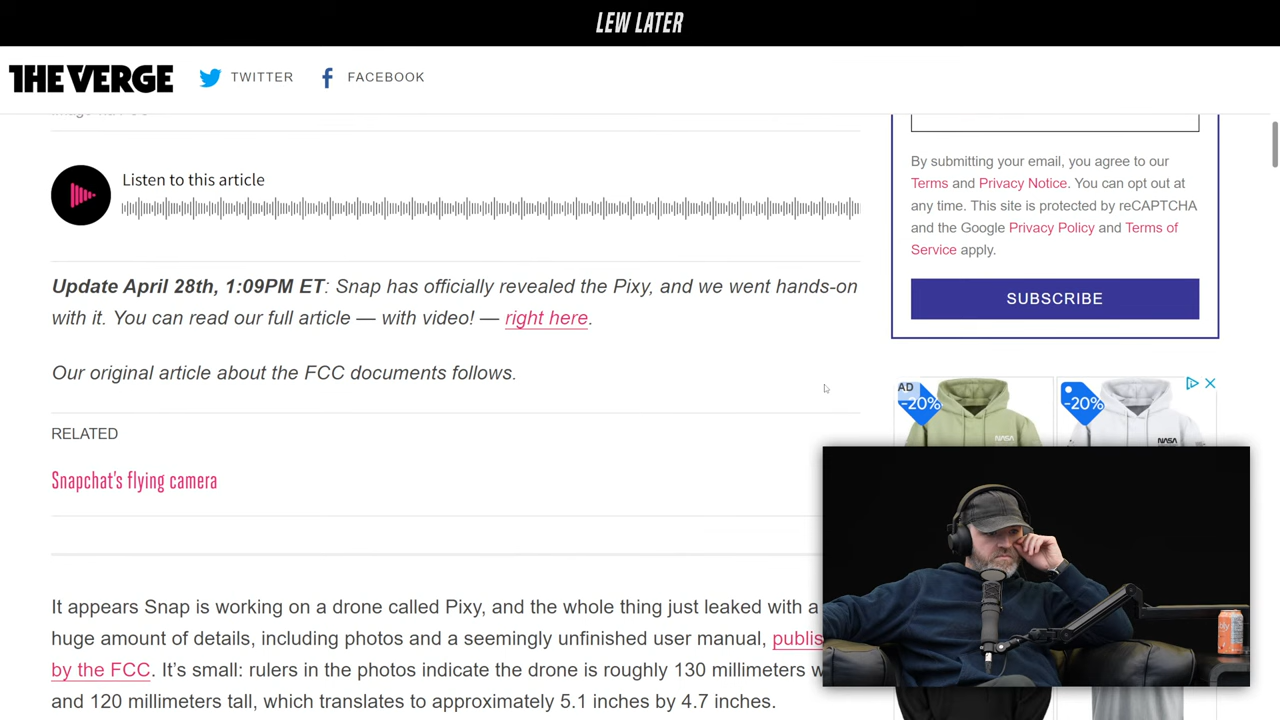 LEW LATER
THE VERGE
TWITTER
FACEBOOK
Listen to this article
Update April 28th, 1:09PM ET: Snap has officially revealed the Pixy, and we went hands-on
with it. You can read our full article — with video! — right here.
Our original article about the FCC documents follows.
RELATED
Snapchat's flying camera
It appears Snap is working on a drone called Pixy, and the whole thing just leaked with a
huge amount of details, including photos and a seemingly unfinished user manual, publis
by the FCC. It's small: rulers in the photos indicate the drone is roughly 130 millimeters w
and 120 millimeters tall, which translates to approximately 5.1 inches by 4.7 inches.
By submitting your email, you agree to our
Terms and Privacy Notice. You can opt out at
any time. This site is protected by reCAPTCHA
and the Google Privacy Policy and Terms of
Service apply.
SUBSCRIBE
AD
-20%
-20%
NASA
NASA